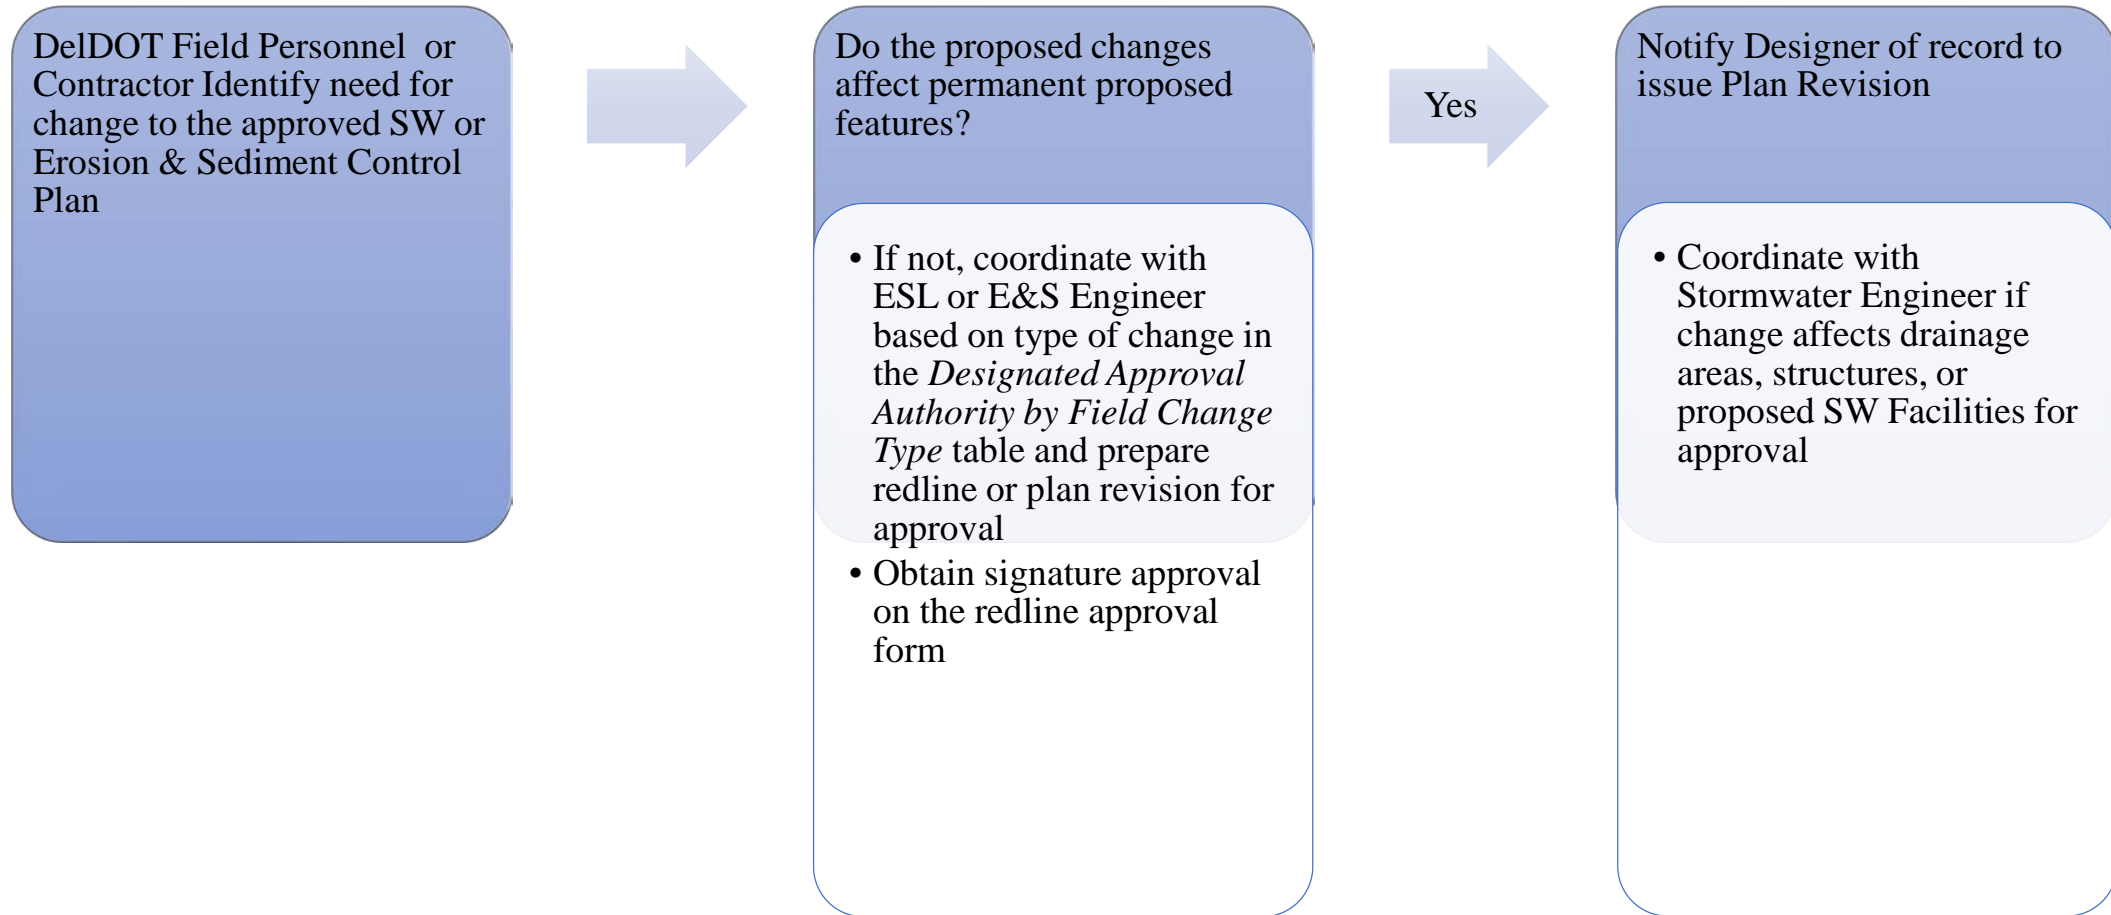 DelDOT Field Personnel or
Contractor Identify need for
change to the approved SW or
Erosion & Sediment Control
Plan
Do the proposed changes
affect permanent proposed
features?
• If not, coordinate with
ESL or E&S Engineer
based on type of change in
the Designated Approval
Authority by Field Change
Type table and prepare
redline or plan revision for
approval
• Obtain signature approval
on the redline approval
form
Yes
Notify Designer of record to
issue Plan Revision
• Coordinate with
Stormwater Engineer if
change affects drainage
areas, structures, or
proposed SW Facilities for
approval